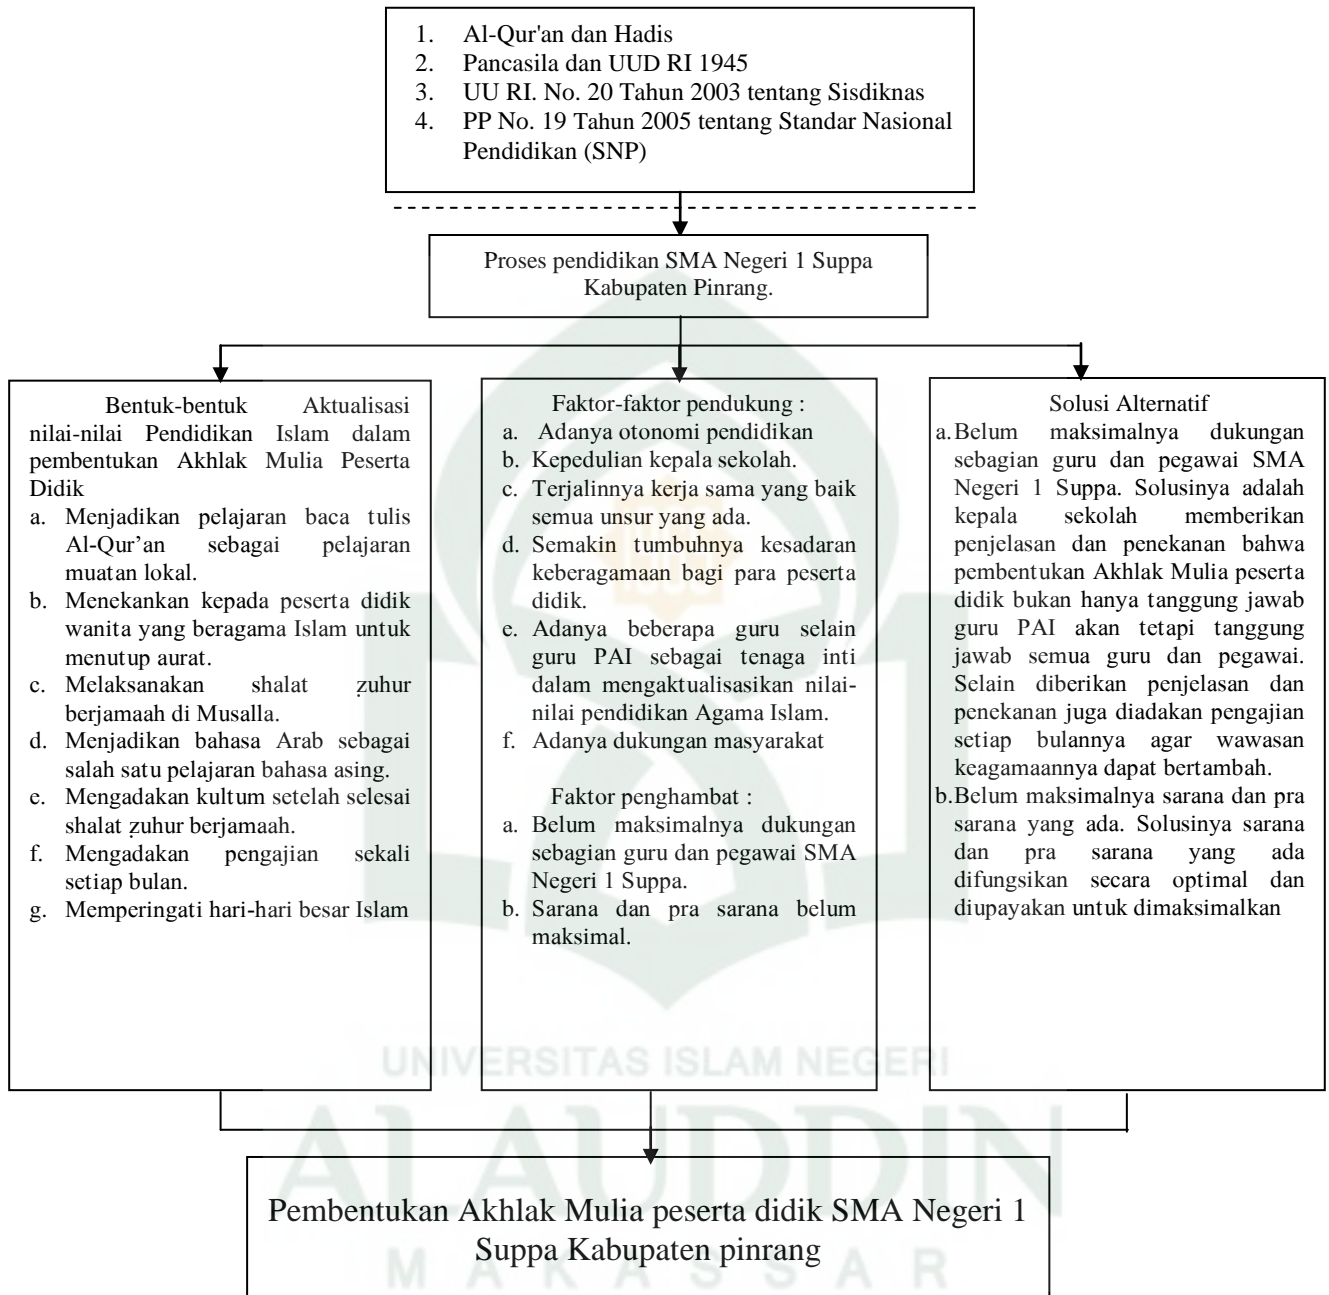 1. Al-Qur'an dan Hadis
2. Pancasila dan UUD RI 1945
3. UU RI. No. 20 Tahun 2003 tentang Sisdiknas
4. PP No. 19 Tahun 2005 tentang Standar Nasional
Pendidikan (SNP)
Proses pendidikan SMA Negeri 1 Suppa
Kabupaten Pinrang.
Bentuk-bentuk Aktualisasi
nilai-nilai Pendidikan Islam dalam
pembentukan Akhlak Mulia Peserta
Didik
a. Menjadikan pelajaran baca tulis
Al-Qur’an sebagai pelajaran
muatan lokal.
b. Menekankan kepada peserta didik
wanita yang beragama Islam untuk
menutup aurat.
c. Melaksanakan shalat ẓuhur
berjamaah di Musalla.
d. Menjadikan bahasa Arab sebagai
salah satu pelajaran bahasa asing.
e. Mengadakan kultum setelah selesai
shalat ẓuhur berjamaah.
f. Mengadakan pengajian sekali
setiap bulan.
g. Memperingati hari-hari besar Islam
Faktor-faktor pendukung :
a. Adanya otonomi pendidikan
b. Kepedulian kepala sekolah.
c. Terjalinnya kerja sama yang baik
semua unsur yang ada.
d. Semakin tumbuhnya kesadaran
keberagamaan bagi para peserta
didik.
e. Adanya beberapa guru selain
guru PAI sebagai tenaga inti
dalam mengaktualisasikan nilai-
nilai pendidikan Agama Islam.
f. Adanya dukungan masyarakat
Faktor penghambat :
a. Belum maksimalnya dukungan
sebagian guru dan pegawai SMA
Negeri 1 Suppa.
b. Sarana dan pra sarana belum
maksimal.
Solusi Alternatif
a. Belum maksimalnya dukungan
sebagian guru dan pegawai SMA
Negeri 1 Suppa. Solusinya adalah
kepala sekolah memberikan
penjelasan dan penekanan bahwa
pembentukan Akhlak Mulia peserta
didik bukan hanya tanggung jawab
guru PAI akan tetapi tanggung
jawab semua guru dan pegawai.
Selain diberikan penjelasan dan
penekanan juga diadakan pengajian
setiap bulannya agar wawasan
keagamaannya dapat bertambah.
b. Belum maksimalnya sarana dan pra
sarana yang ada. Solusinya sarana
dan pra sarana yang ada
difungsikan secara optimal dan
diupayakan untuk dimaksimalkan
UNIVERSITAS ISLAM NEGERI
ALAUDDIN
Pembentukan Akhlak Mulia peserta didik SMA Negeri 1
Suppa Kabupaten pinrang
MAKASSAR